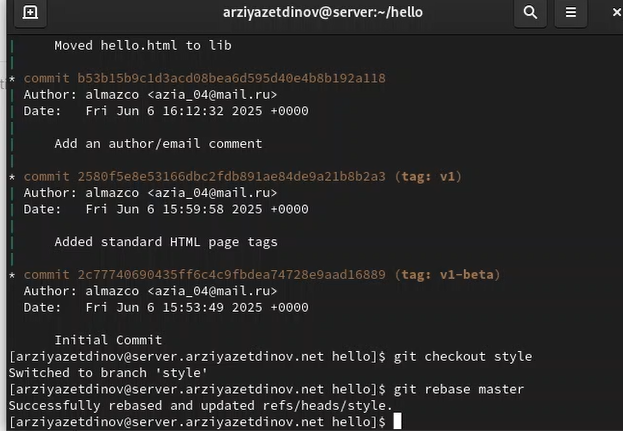 arziyazetdinov@server:~/hello
Moved hello.html to lib
* commit b53b15b9c1d3acd08bea6d595d40e4b8b192a118
Author: almazco <azia_04@mail.ru>
Date:   Fri Jun 6 16:12:32 2025 +0000
Add an author/email comment
* commit 2580f5e8e53166dbc2fdb891ae84de9a21b8b2a3 (tag: v1)
Author: almazco <azia_04@mail.ru>
Date:   Fri Jun 6 15:59:58 2025 +0000
Added standard HTML page tags
* commit 2c77740690435ff6c4c9fbdea74728e9aad16889 (tag: v1-beta)
Author: almazco <azia_04@mail.ru>
Date:   Fri Jun 6 15:53:49 2025 +0000
Initial Commit
[arziyazetdinov@server.arziyazetdinov.net hello]$ git checkout style
Switched to branch 'style'
[arziyazetdinov@server.arziyazetdinov.net hello]$ git rebase master
Successfully rebased and updated refs/heads/style.
[arziyazetdinov@server.arziyazetdinov.net hello]$